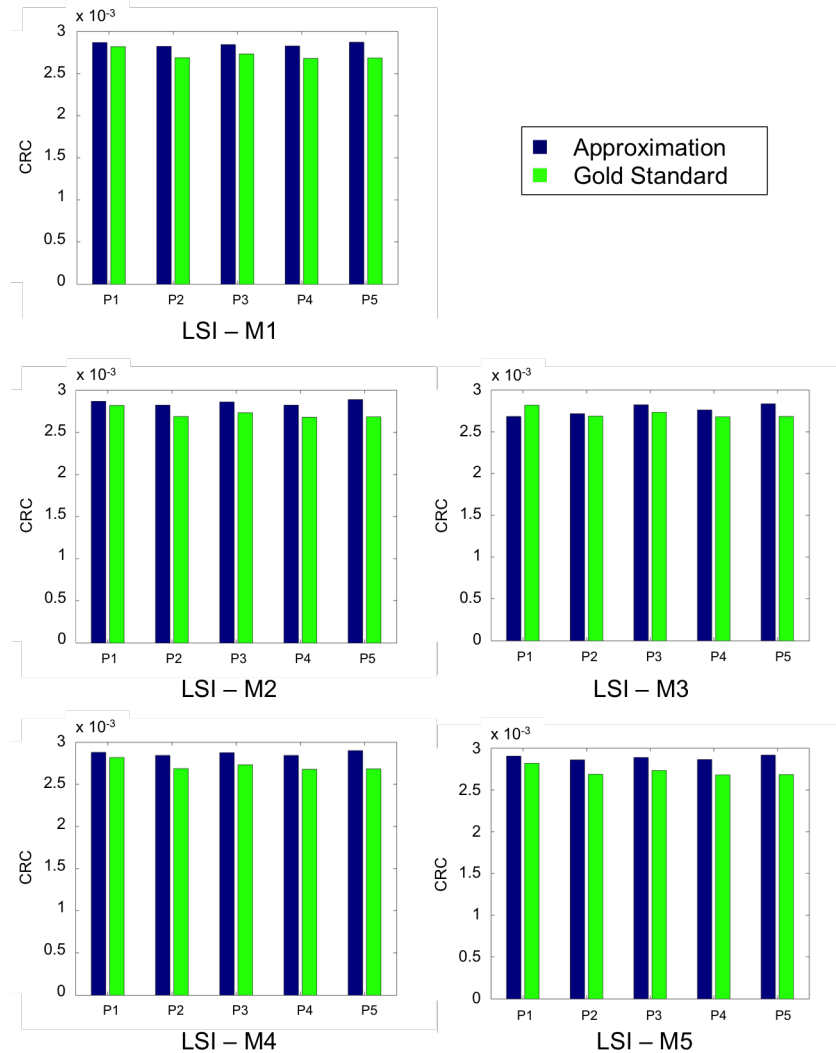 x 10-3
3
2.5
2
1.5
1
0.5
0
CRC
P1 P2 P3 P4 P5
LSI – M1
Approximation
Gold Standard
x 10-3
3
2.5
2
1.5
1
0.5
0
CRC
P1 P2 P3 P4 P5
LSI – M2
x 10-3
3
2.5
2
1.5
1
0.5
0
CRC
P1 P2 P3 P4 P5
LSI – M3
x 10-3
3
2.5
2
1.5
1
0.5
0
CRC
P1 P2 P3 P4 P5
LSI – M4
x 10-3
3
2.5
2
1.5
1
0.5
0
CRC
P1 P2 P3 P4 P5
LSI – M5